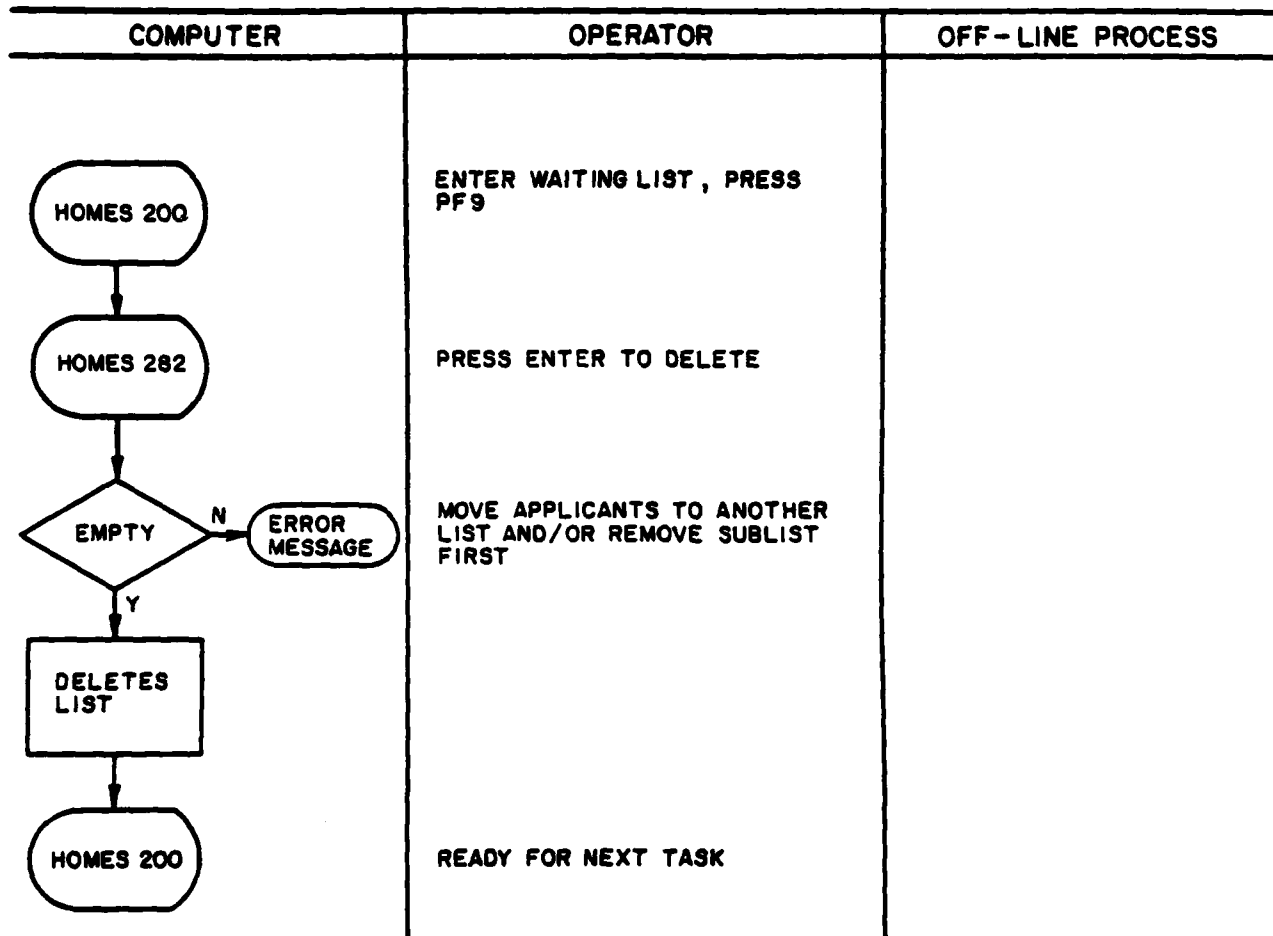 COMPUTER
OPERATOR
OFF-LINE PROCESS
HOMES 200
ENTER WAITING LIST, PRESS
PF9
HOMES 282
PRESS ENTER TO DELETE
EMPTY
N
ERROR
MESSAGE
MOVE APPLICANTS TO ANOTHER
LIST AND/OR REMOVE SUBLIST
FIRST
Y
DELETES
LIST
HOMES 200
READY FOR NEXT TASK